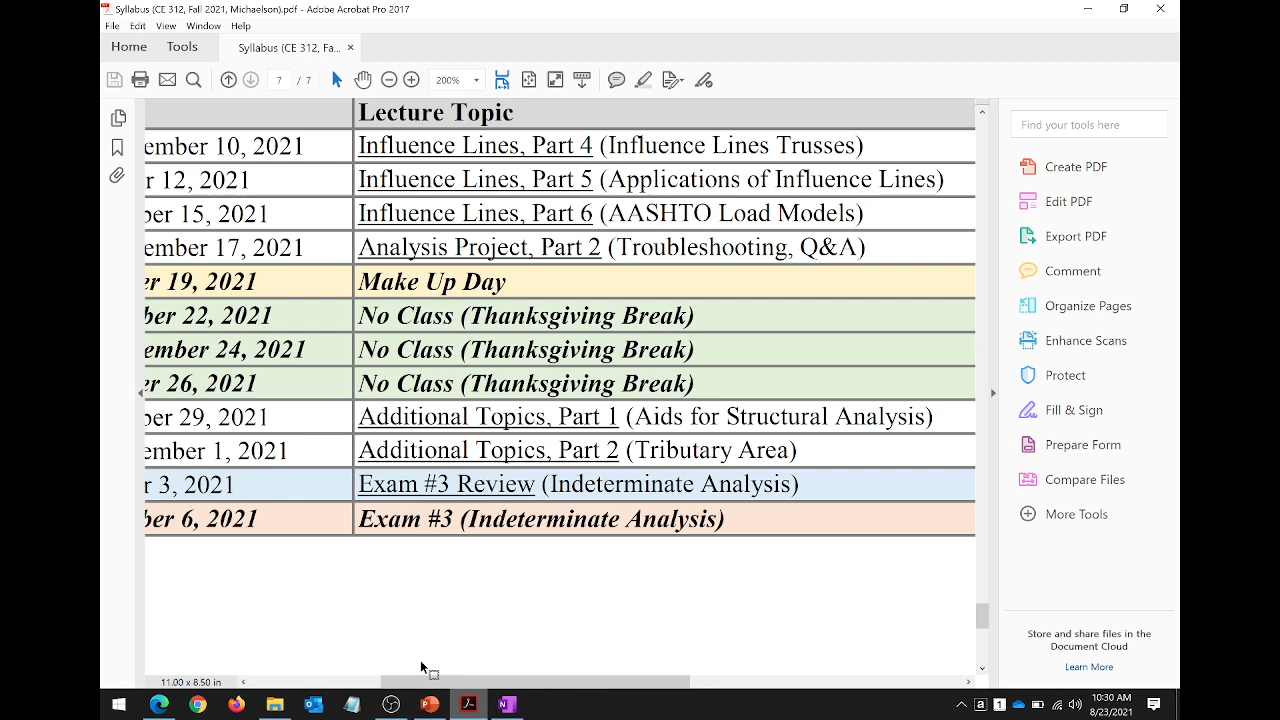 Syllabus (CE 312, Fall 2021, Michaelson).pdf - Adobe Acrobat Pro 2017
File Edit View Window Help
Home Tools Syllabus (CE 312, Fa... ×
7 / 7 200%
Lecture Topic
ember 10, 2021 Influence Lines, Part 4 (Influence Lines Trusses)
r 12, 2021 Influence Lines, Part 5 (Applications of Influence Lines)
ber 15, 2021 Influence Lines, Part 6 (AASHTO Load Models)
ember 17, 2021 Analysis Project, Part 2 (Troubleshooting, Q&A)
er 19, 2021 Make Up Day
ber 22, 2021 No Class (Thanksgiving Break)
ember 24, 2021 No Class (Thanksgiving Break)
er 26, 2021 No Class (Thanksgiving Break)
ber 29, 2021 Additional Topics, Part 1 (Aids for Structural Analysis)
ember 1, 2021 Additional Topics, Part 2 (Tributary Area)
r 3, 2021 Exam #3 Review (Indeterminate Analysis)
ber 6, 2021 Exam #3 (Indeterminate Analysis)
11.00 x 8.50 in
Find your tools here
Create PDF
Edit PDF
Export PDF
Comment
Organize Pages
Enhance Scans
Protect
Fill & Sign
Prepare Form
Compare Files
More Tools
Store and share files in the
Document Cloud
Learn More
10:30 AM
8/23/2021